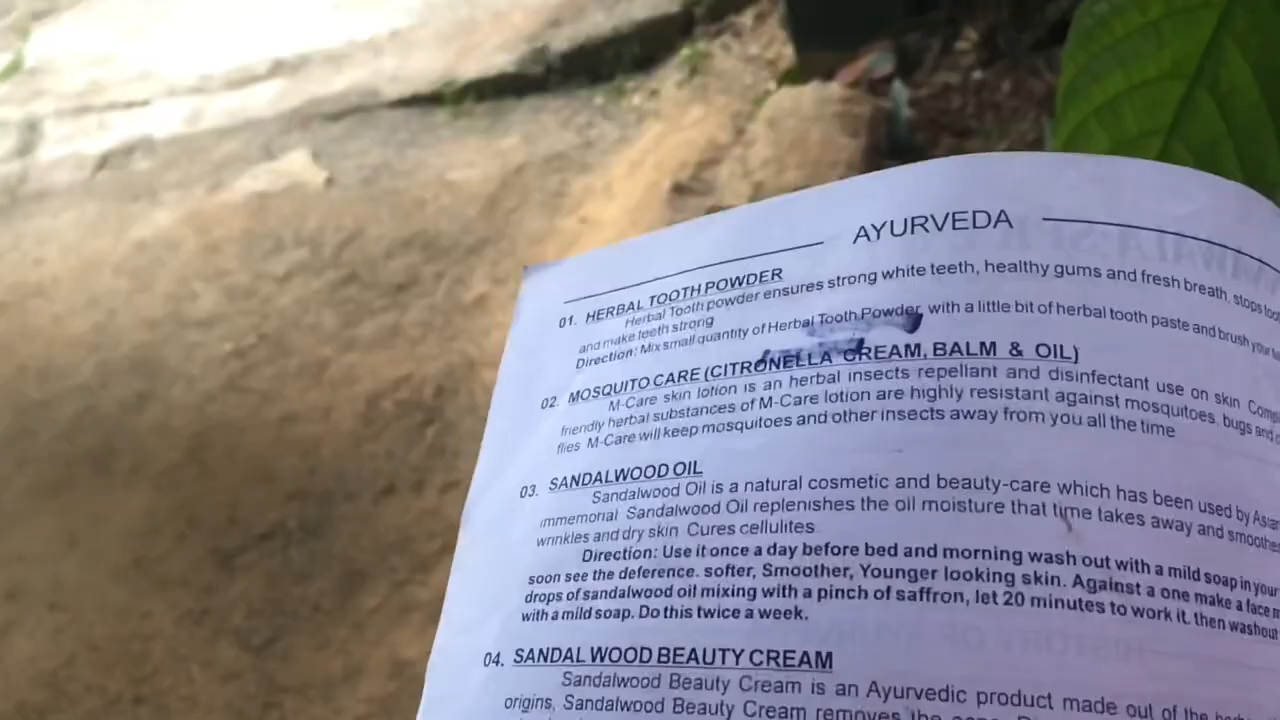 AYURVEDA
01. HERBAL TOOTH POWDER
Herbal Tooth powder ensures strong white teeth, healthy gums and fresh breath, stops
and make teeth strong
Direction: Mix small quantity of Herbal Tooth Powder, with a little bit of herbal tooth paste and brush your
02. MOSQUITO CARE (CITRONELLA CREAM, BALM & OIL)
M-Care skin lotion is an herbal insects repellant and disinfectant use on skin
friendly herbal substances of M-Care lotion are highly resistant against mosquitoes, bugs and
flies M-Care will keep mosquitoes and other insects away from you all the time
03. SANDALWOOD OIL
Sandalwood Oil is a natural cosmetic and beauty-care which has been used by
immemorial Sandalwood Oil replenishes the oil moisture that time takes away and
wrinkles and dry skin Cures cellulites
Direction: Use it once a day before bed and morning wash out with a mild soap in your
soon see the deference. softer, Smoother, Younger looking skin. Against a one make a face
drops of sandalwood oil mixing with a pinch of saffron, let 20 minutes to work it. then washout
with a mild soap. Do this twice a week.
04. SANDAL WOOD BEAUTY CREAM
Sandalwood Beauty Cream is an Ayurvedic product made out of the
origins, Sandalwood Beauty Cream removes the